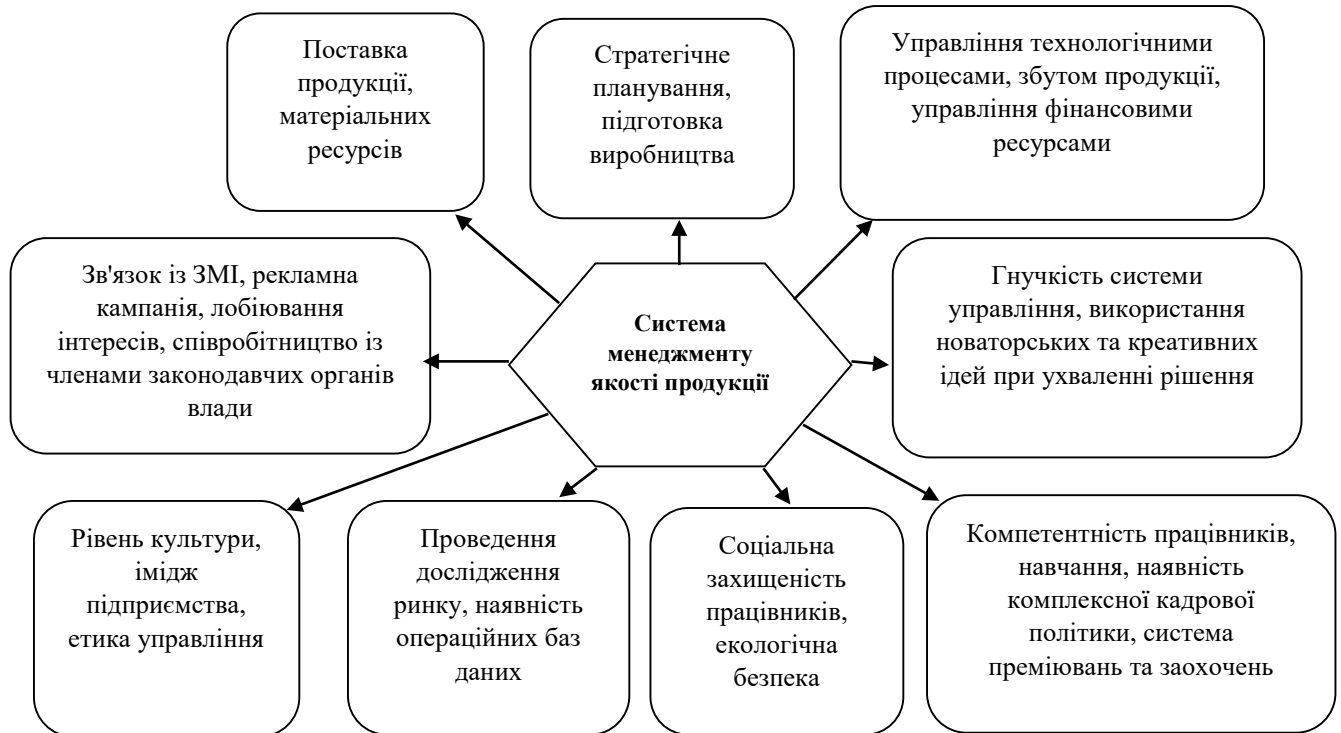 Поставка
продукції,
матеріальних
ресурсів
Стратегічне
планування,
підготовка
виробництва
Управління технологічними
процесами, збутом продукції,
управління фінансовими
ресурсами
Зв'язок із ЗМІ, рекламна
кампанія, лобіювання
інтересів, співробітництво із
членами законодавчих органів
влади
Система
менеджменту
якості продукції
Гнучкість системи
управління, використання
новаторських та креативних
ідей при ухваленні рішення
Рівень культури,
імідж
підприємства,
етика управління
Проведення
дослідження
ринку, наявність
операційних баз
даних
Соціальна
захищеність
працівників,
екологічна
безпека
Компетентність працівників,
навчання, наявність
комплексної кадрової
політики, система
преміювань та заохочень